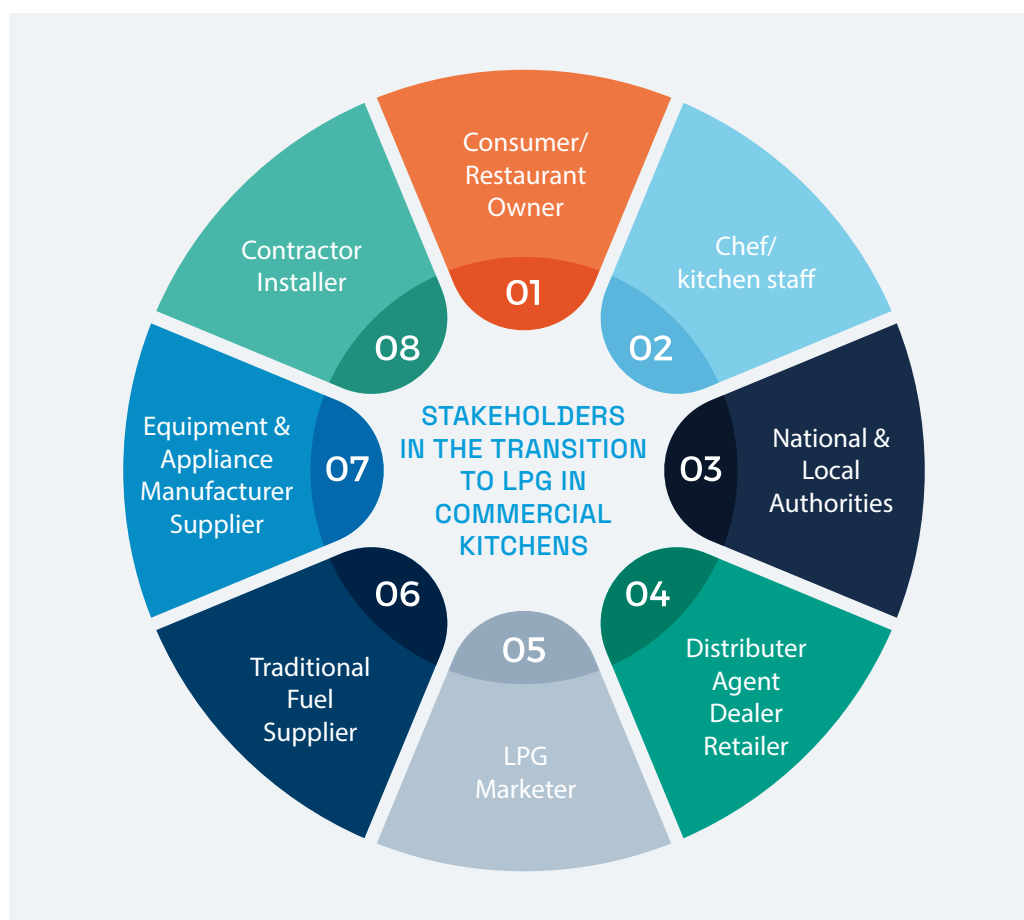 STAKEHOLDERS
IN THE TRANSITION
TO LPG IN
COMMERCIAL
KITCHENS
Consumer/
Restaurant
Owner
01
Chef/
kitchen staff
02
National &
Local
Authorities
03
04
Distributer
Agent
Dealer
Retailer
05
LPG
Marketer
06
Traditional
Fuel
Supplier
Equipment &
Appliance
Manufacturer
Supplier
07
Contractor
Installer
08